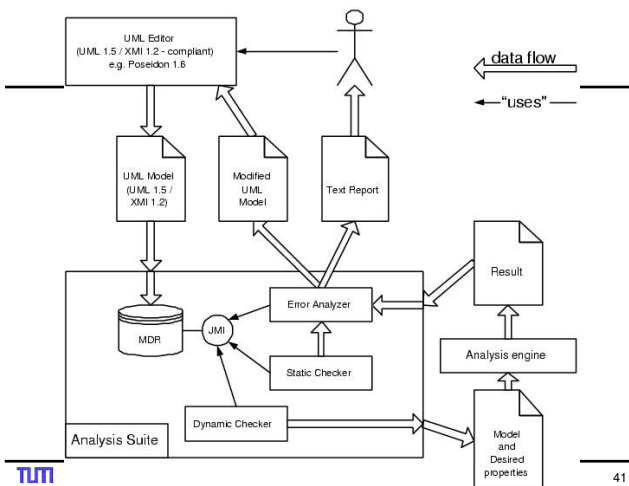 UML Editor
(UML 1.5 / XMI 1.2 - compliant)
e.g. Poseidon 1.6
data flow
"uses"
UML Model
(UML 1.5 /
XMI 1.2)
Modified
UML
Model
Text Report
Result
Error Analyzer
MDR
JMI
Static Checker
Analysis engine
Dynamic Checker
Analysis Suite
Model
and
Desired
properties
TUM
41